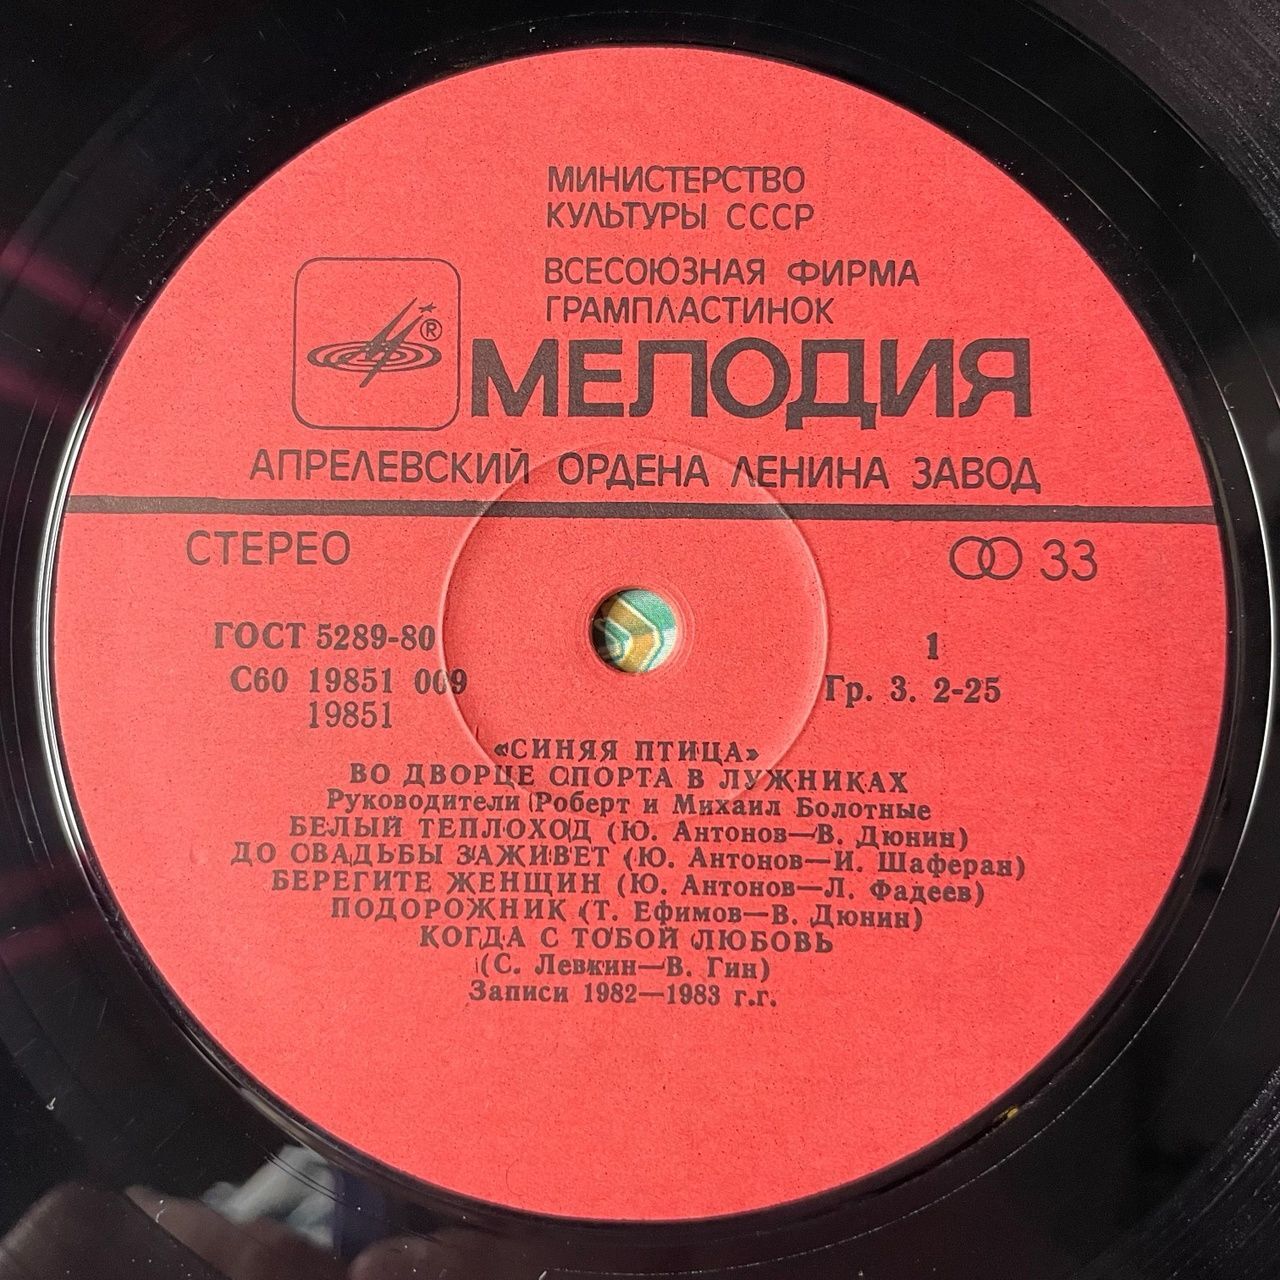 МИНИСТЕРСТВО
КУЛЬТУРЫ СССР
ВСЕСОЮЗНАЯ ФИРМА
ГРАМПЛАСТИНОК
®
МЕЛОДИЯ
АПРЕЛЕВСКИЙ ОРДЕНА ЛЕНИНА ЗАВОД
СТЕРЕО
33
ГОСТ 5289-80
1
С60 19851 009
Гр. 3. 2-25
19851
«СИНЯЯ ПТИЦА»
ВО ДВОРЦЕ СПОРТА В ЛУЖНИКАХ
Руководители Роберт и Михаил Болотные
БЕЛЫЙ ТЕПЛОХОД (Ю. Антонов—В. Дюнин)
ДО СВАДЬБЫ ЗАЖИВЕТ (Ю. Антонов—И. Шаферан)
БЕРЕГИТЕ ЖЕНЩИН (Ю. Антонов—Л. Фадеев)
ПОДОРОЖНИК (Т. Ефимов—В. Дюнин)
КОГДА С ТОБОЙ ЛЮБОВЬ
(С. Левкин—В. Гин)
Записи 1982—1983 г.г.